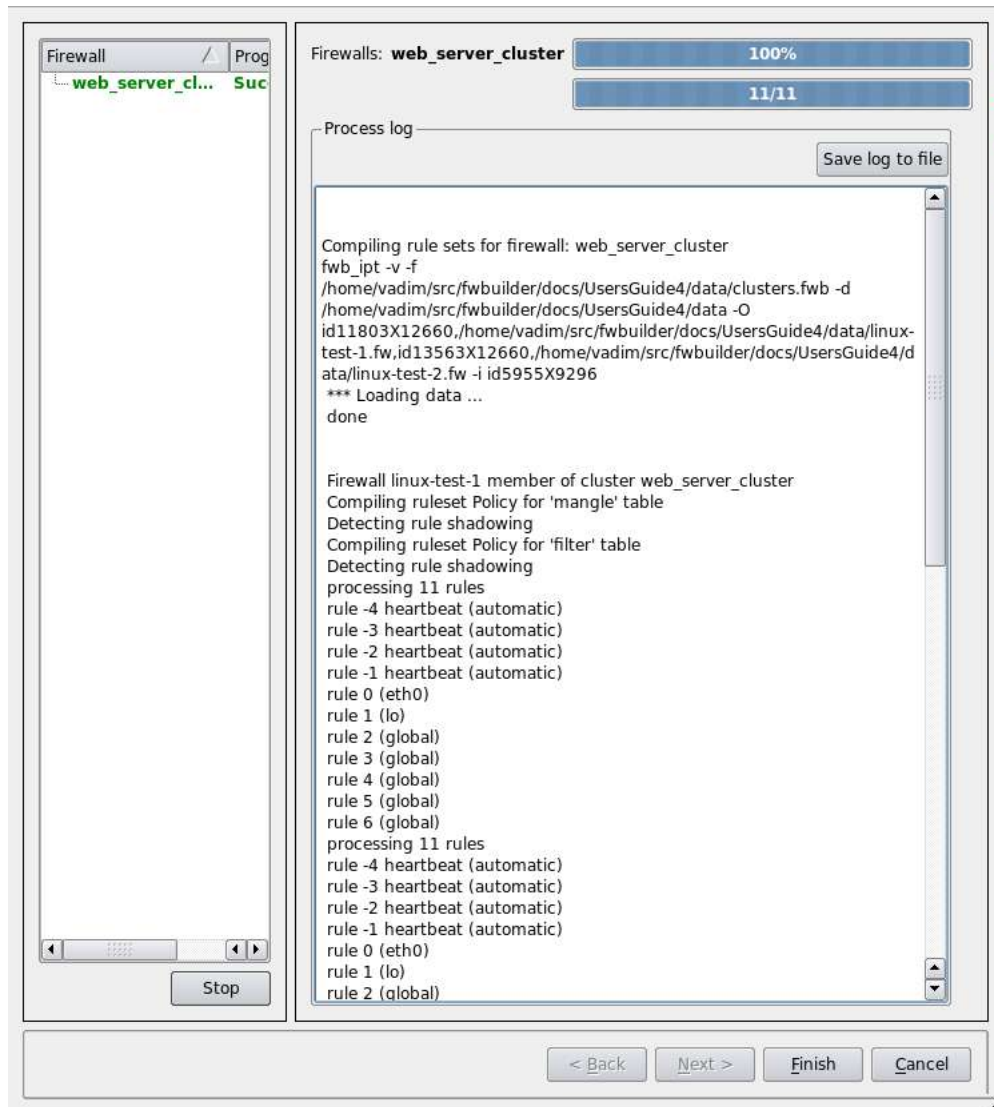 Firewall Prog
web_server_cl... Suc
Stop
Firewalls: web_server_cluster 100%
11/11
Process log
Save log to file
Compiling rule sets for firewall: web_server_cluster
fwb_ipt -v -f
/home/vadim/src/fwbuilder/docs/UsersGuide4/data/clusters.fwb -d
/home/vadim/src/fwbuilder/docs/UsersGuide4/data -O
id11803X12660,/home/vadim/src/fwbuilder/docs/UsersGuide4/data/linux-
test-1.fw,id13563X12660,/home/vadim/src/fwbuilder/docs/UsersGuide4/d
ata/linux-test-2.fw -i id5955X9296
*** Loading data ...
done
Firewall linux-test-1 member of cluster web_server_cluster
Compiling ruleset Policy for 'mangle' table
Detecting rule shadowing
Compiling ruleset Policy for 'filter' table
Detecting rule shadowing
processing 11 rules
rule -4 heartbeat (automatic)
rule -3 heartbeat (automatic)
rule -2 heartbeat (automatic)
rule -1 heartbeat (automatic)
rule 0 (eth0)
rule 1 (lo)
rule 2 (global)
rule 3 (global)
rule 4 (global)
rule 5 (global)
rule 6 (global)
processing 11 rules
rule -4 heartbeat (automatic)
rule -3 heartbeat (automatic)
rule -2 heartbeat (automatic)
rule -1 heartbeat (automatic)
rule 0 (eth0)
rule 1 (lo)
rule 2 (global)
< Back Next > Finish Cancel